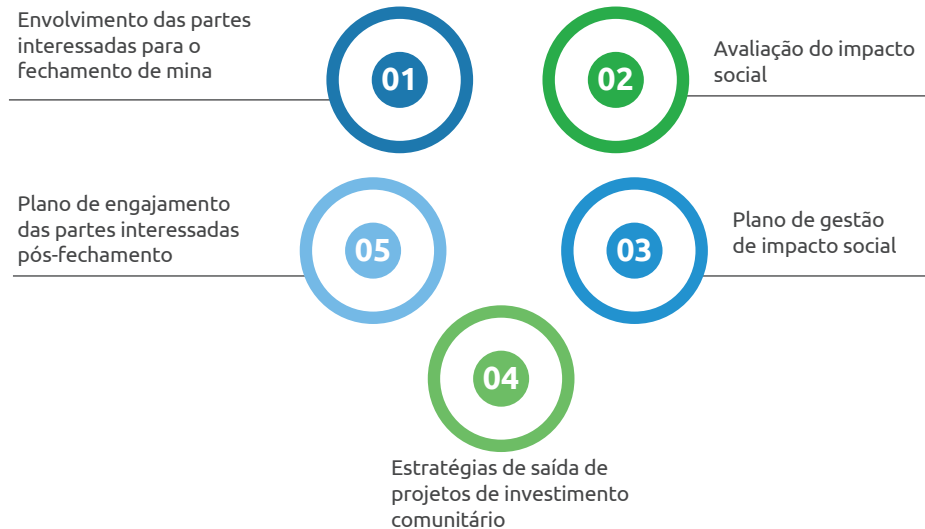 Envolvimento das partes
interessadas para o
fechamento de mina
01
02
Avaliação do impacto
social
03
Plano de gestão
de impacto social
04
Estratégias de saída de
projetos de investimento
comunitário
05
Plano de engajamento
das partes interessadas
pós-fechamento